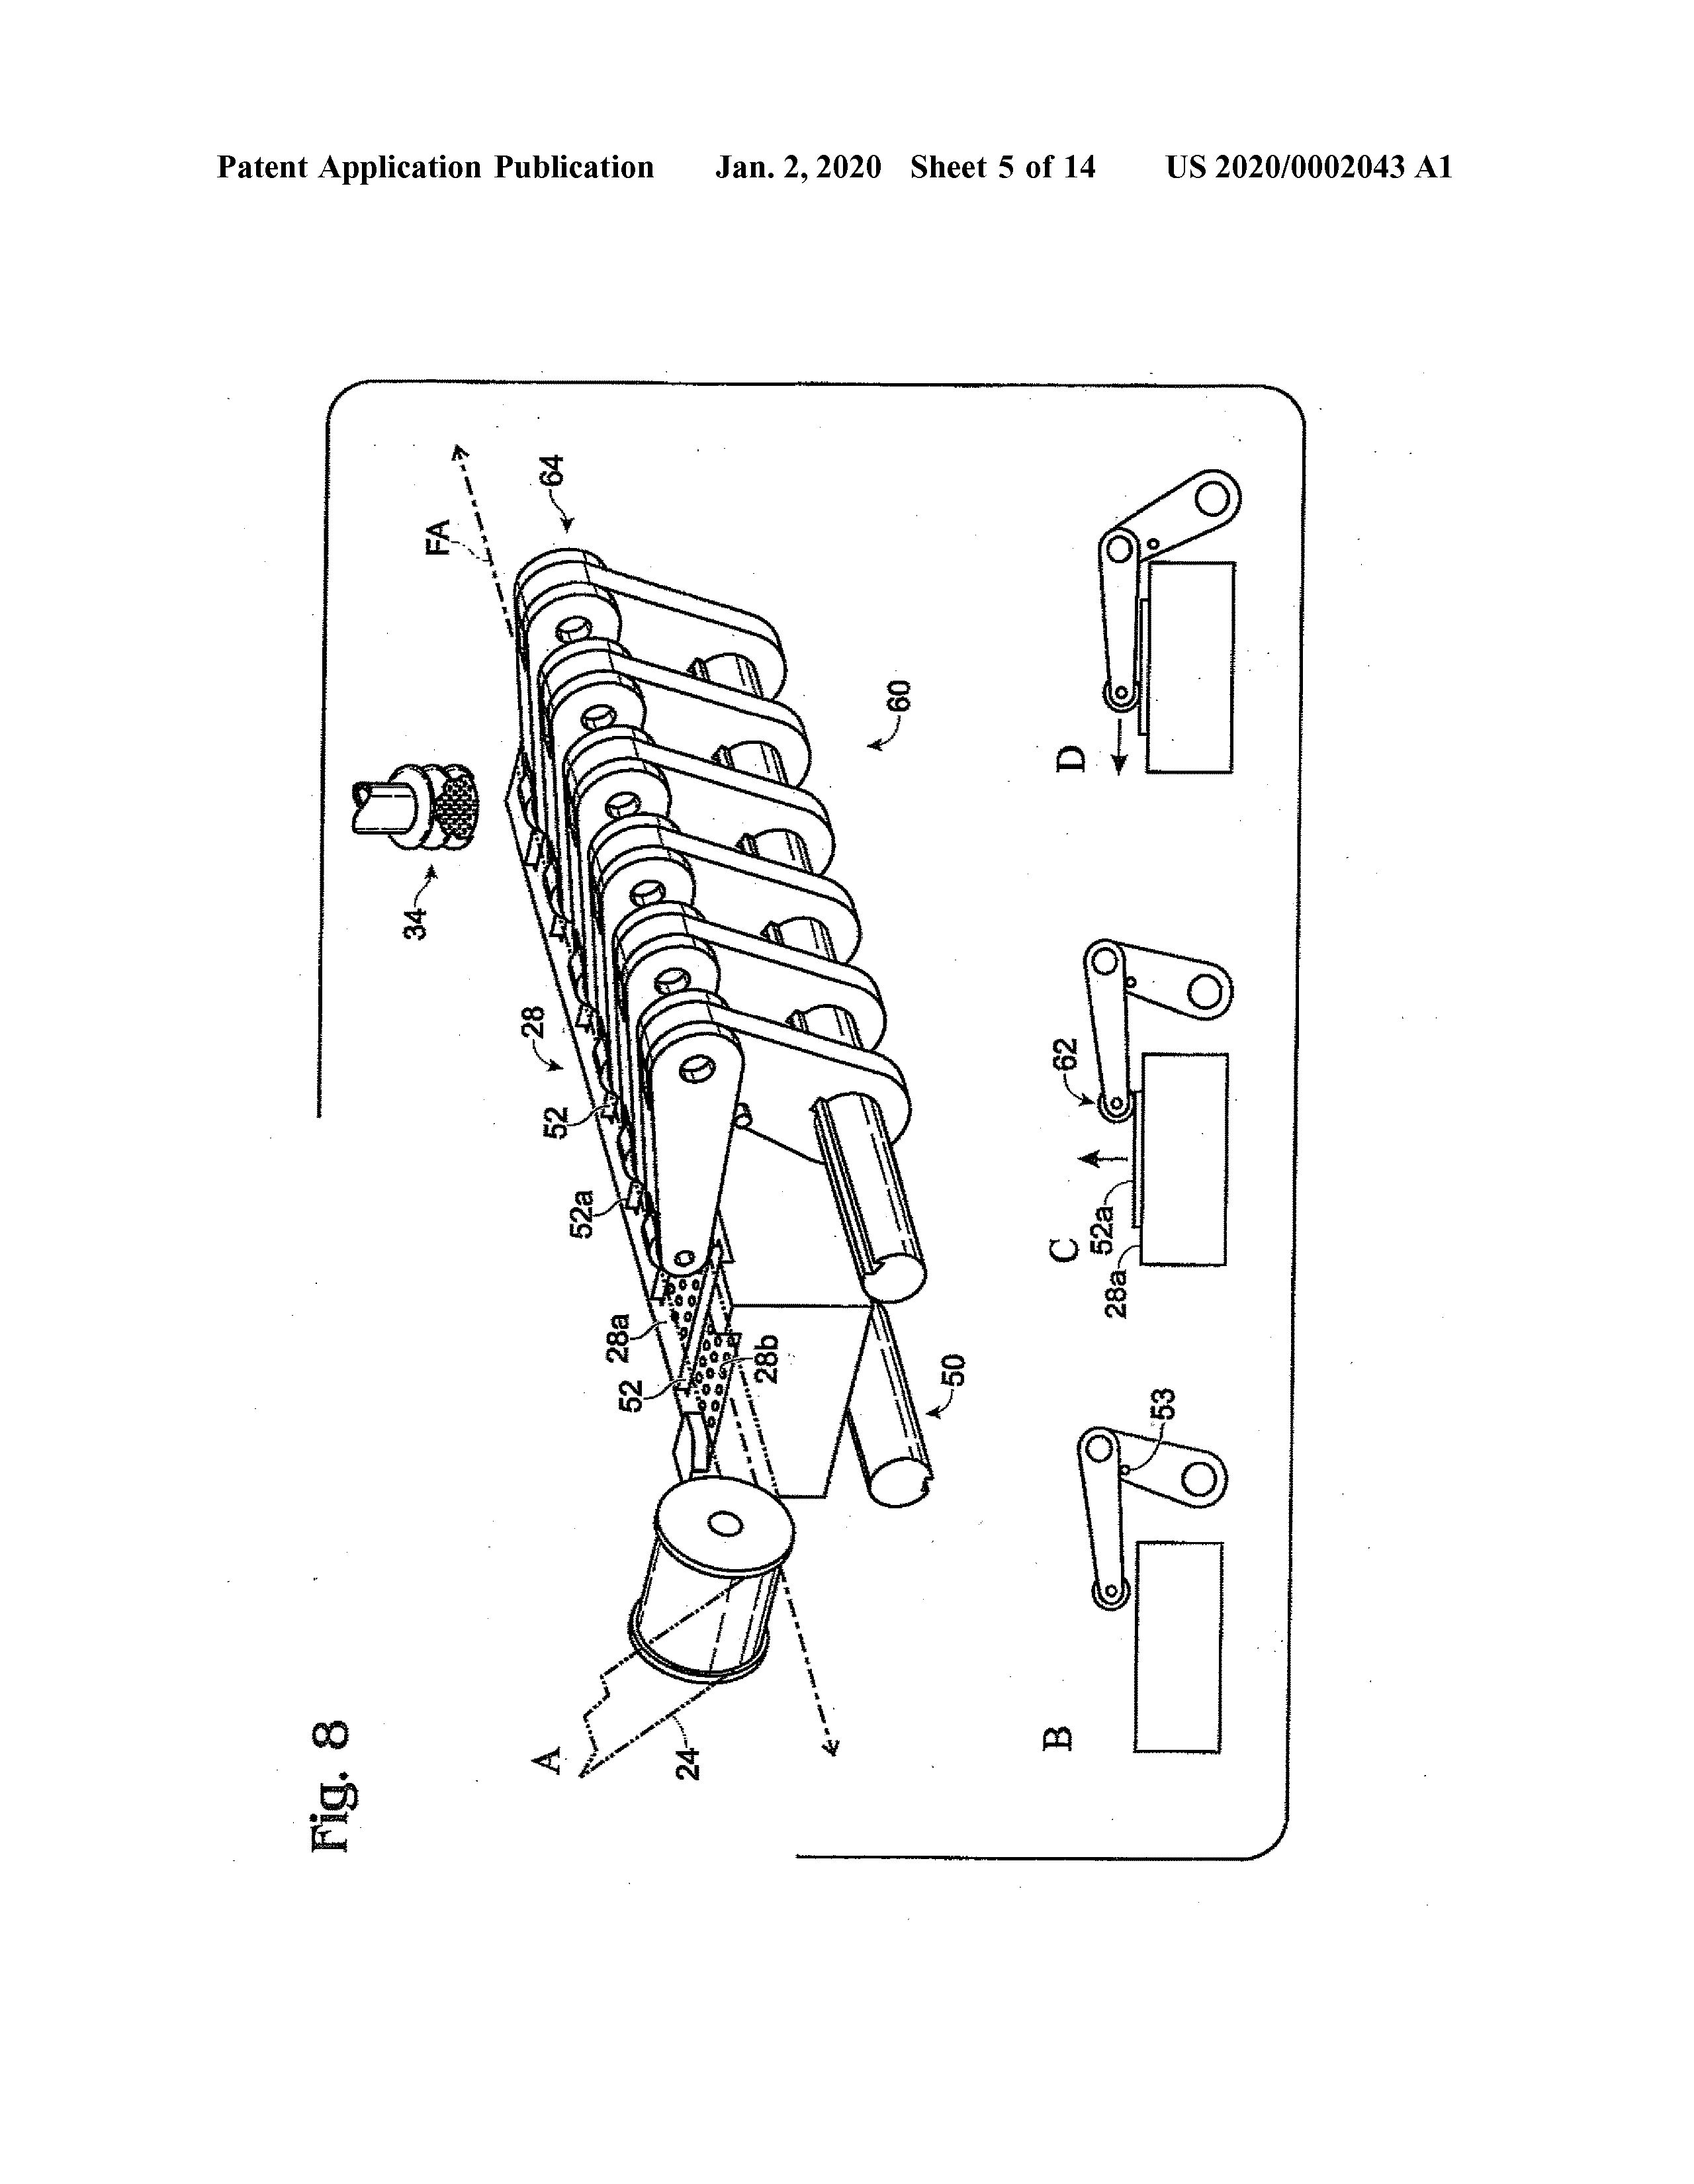 Patent Application Publication Jan. 2, 2020 Sheet 5 of 14 US 2020/0002043 A1
Fig. 8
A
24
34
FA
64
28
52
52a
28a
52
28b
60
50
B
53
C
28a
52a
62
D